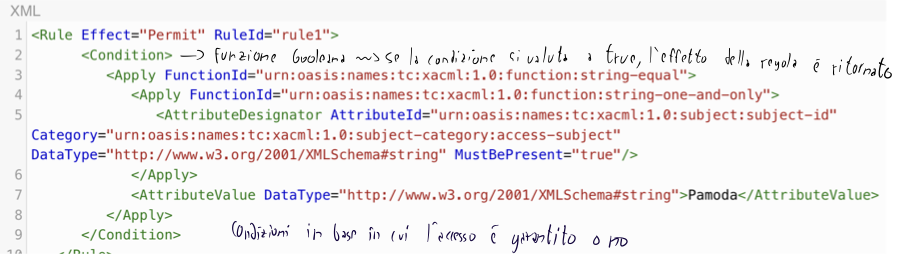 XML
1 <Rule Effect="Permit" RuleId="rule1">
2 <Condition> → Funzione booleana ~> se la condizione si valuta a true, l'effetto della regola é ritornato
3 <Apply FunctionId="urn:oasis:names:tc:xacml:1.0:function:string-equal">
4 <Apply FunctionId="urn:oasis:names:tc:xacml:1.0:function:string-one-and-only">
5 <AttributeDesignator AttributeId="urn:oasis:names:tc:xacml:1.0:subject:subject-id"
Category="urn:oasis:names:tc:xacml:1.0:subject-category:access-subject"
DataType="http://www.w3.org/2001/XMLSchema#string" MustBePresent="true"/>
6 </Apply>
7 <AttributeValue DataType="http://www.w3.org/2001/XMLSchema#string">Pamoda</AttributeValue>
8 </Apply>
9 </Condition> Condizioni in base in cui l'accesso é garantito o no
10 </Rule>